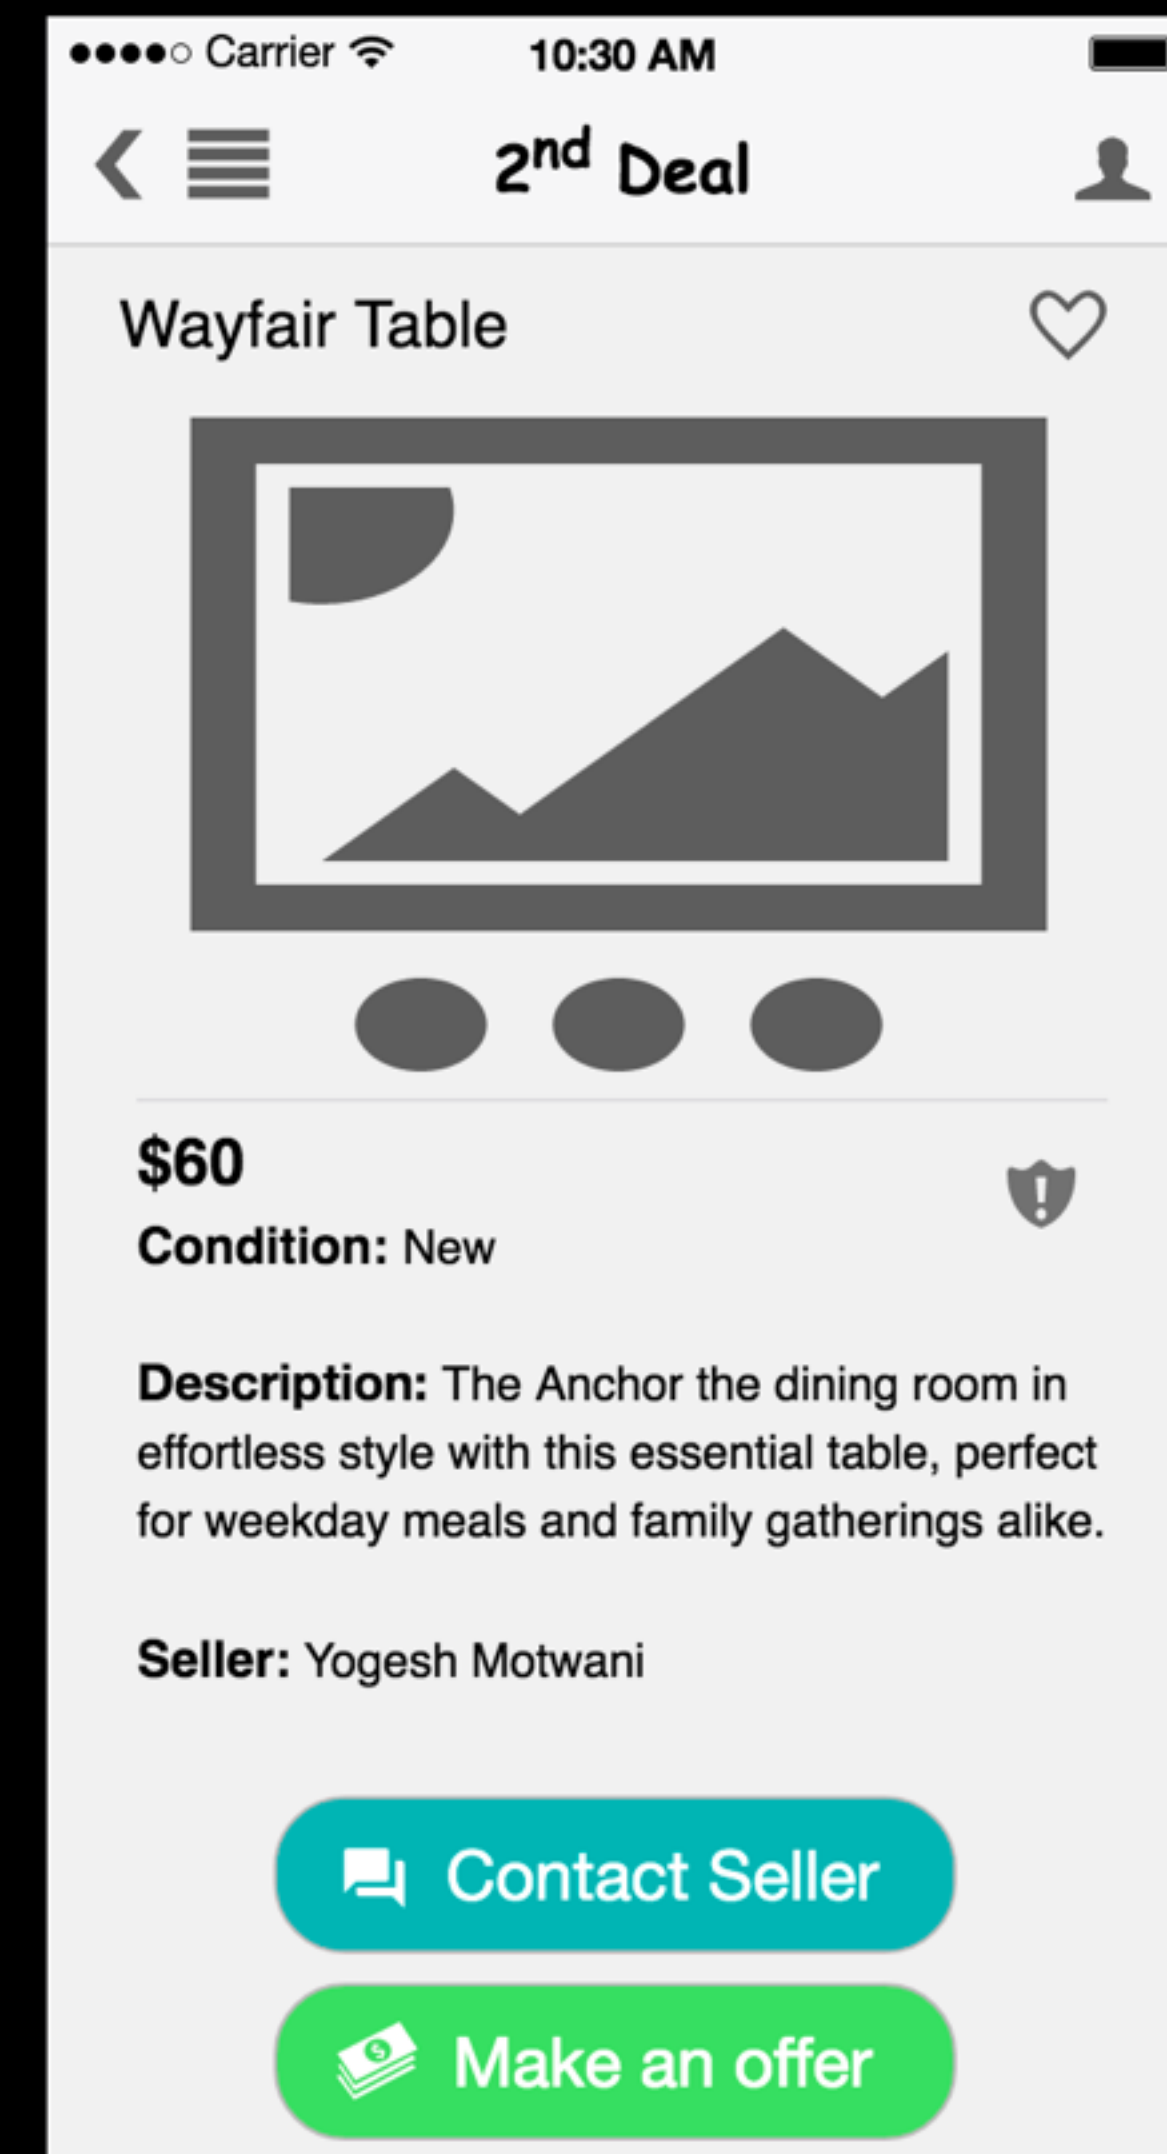 Carrier 10:30 AM
2nd Deal
Wayfair Table
$60
Condition: New
Description: The Anchor the dining room in
effortless style with this essential table, perfect
for weekday meals and family gatherings alike.
Seller: Yogesh Motwani
Contact Seller
Make an offer